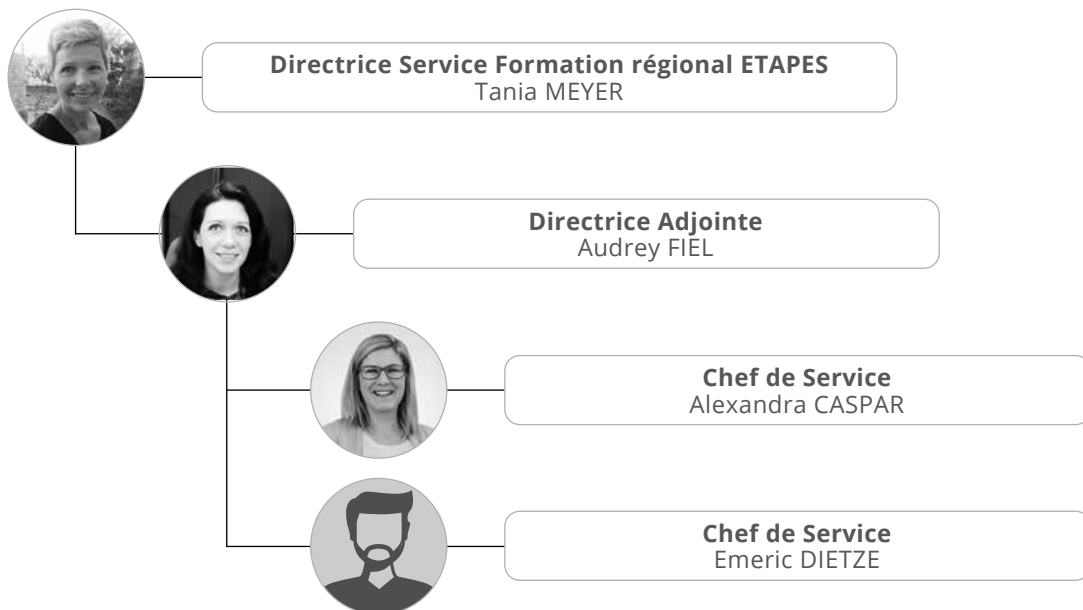 Directrice Service Formation régional ETAPES
Tania MEYER
Directrice Adjointe
Audrey FIEL
Chef de Service
Alexandra CASPAR
Chef de Service
Emeric DIETZE